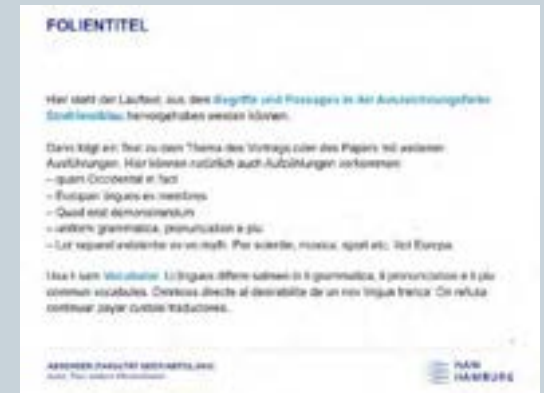 FOLIENTITEL
Hier steht der Lauftext, aus dem Begriffe und Passagen in der Auszeichnungsfarbe
Strahlendblau hervorgehoben werden können.
Dann folgt ein Text zu dem Thema des Vortrags oder des Papers mit weiteren
Ausführungen. Hier können natürlich auch Aufzählungen vorkommen:
– quam Occidental in fact
– Europan lingues es membres
– Quod erat demonstrandum
– uniform grammatica, pronunciation e plu
– Lor separat existentie es un myth. Por scientie, musica, sport etc. Europa
Usa li sam Vocabular. Li lingues differe solmen in li grammatica, li pronunciation e li plu
commun vocabules. Omnicos directe al desirabilite de un nov lingua franca: On refusa
continuar payar custosi traductores.
HAW
HAMBURG